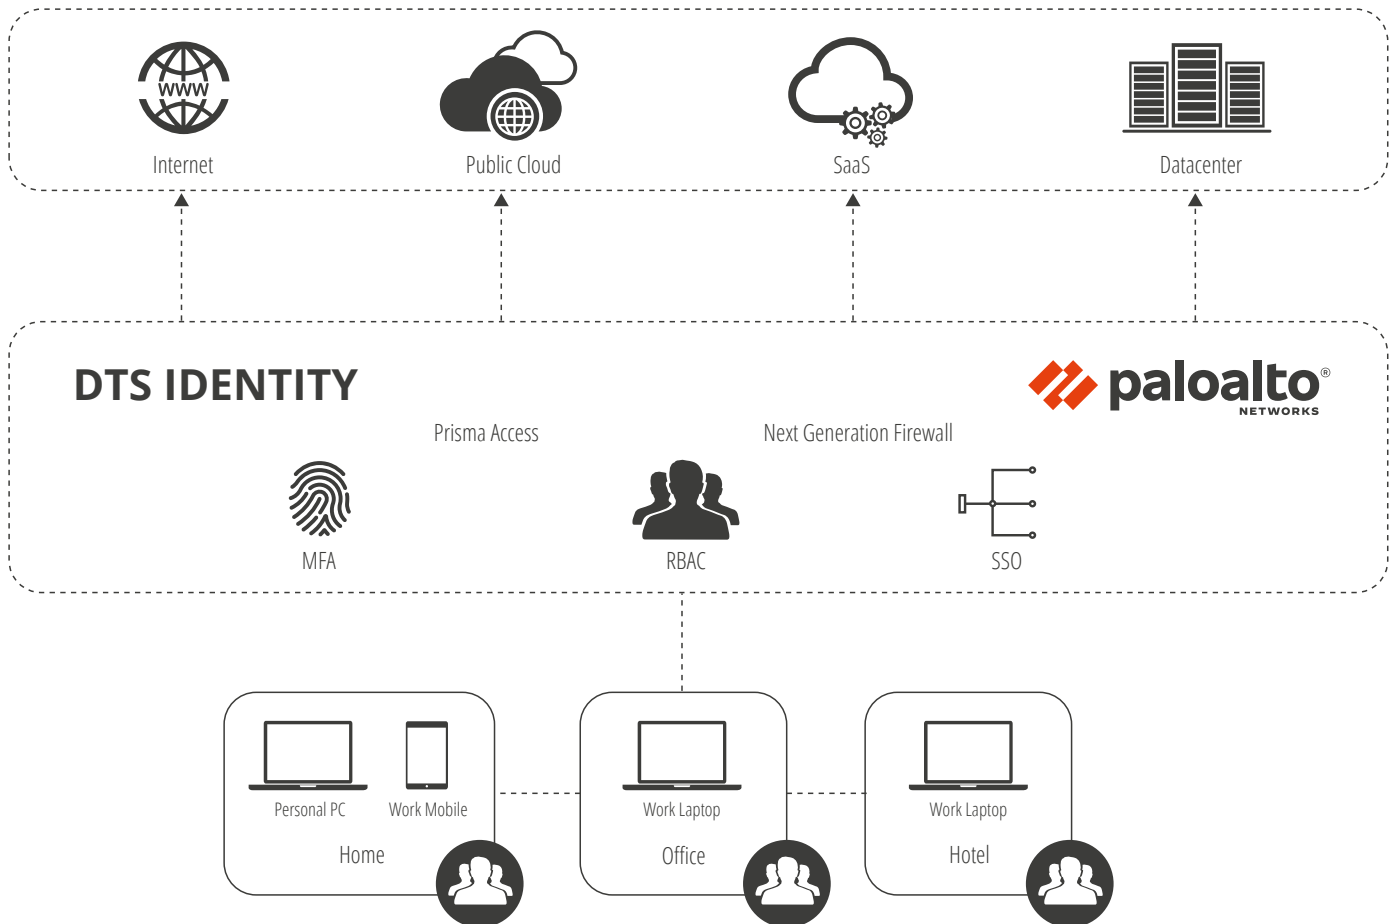 WWW
Internet
Public Cloud
SaaS
Datacenter
DTS IDENTITY
paloalto®
NETWORKS
Prisma Access
Next Generation Firewall
MFA
RBAC
SSO
Personal PC
Work Mobile
Home
Work Laptop
Office
Work Laptop
Hotel